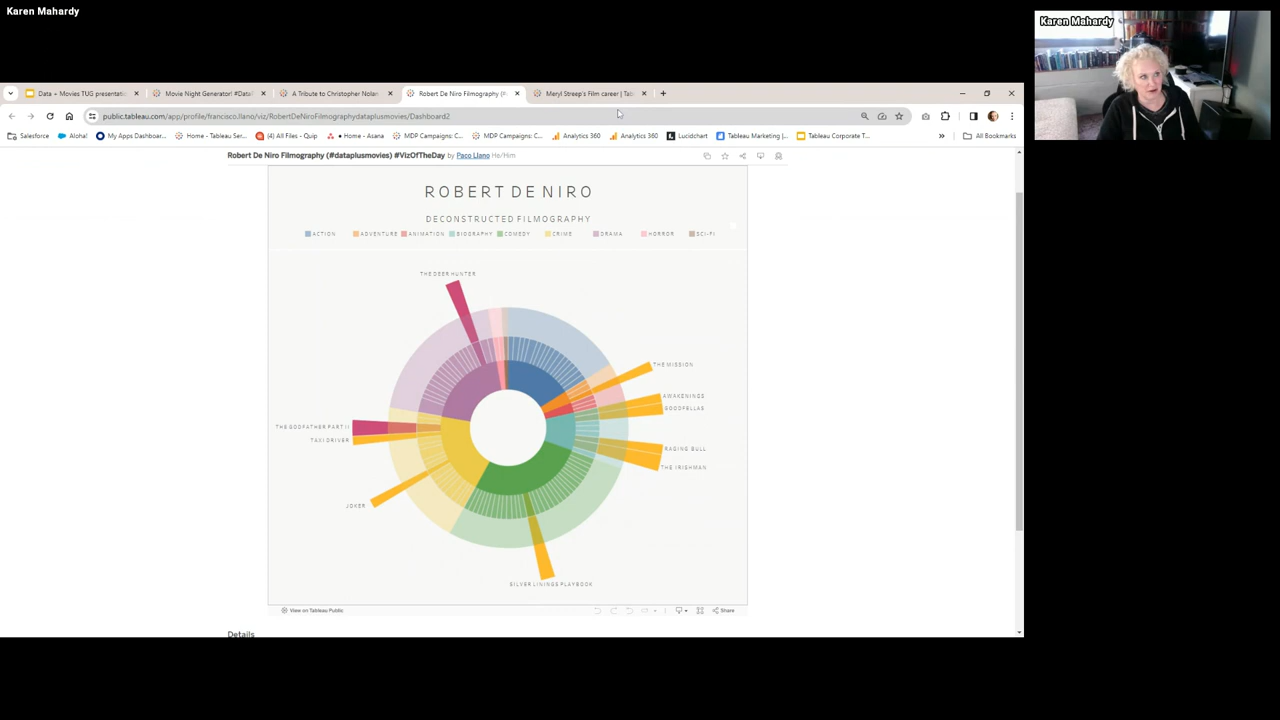 Karen Mahardy
Karen Mahardy
Data + Movies TUG presentatio
Movie Night Generator! #DataF
A Tribute to Christopher Nolan
Robert De Niro Filmography (#
Meryl Streep's Film career | Tab
public.tableau.com/app/profile/francisco.llano/viz/RobertDeNiroFilmographydataplusmovies/Dashboard2
Salesforce
Aloha!
My Apps Dashboar...
Home - Tableau Ser...
(4) All Files - Quip
Home - Asana
MDP Campaigns: C...
MDP Campaigns: C...
Analytics 360
Analytics 360
Lucidchart
Tableau Marketing |...
Tableau Corporate T...
»
All Bookmarks
Robert De Niro Filmography (#dataplusmovies) #VizOfTheDay by Paco Llano He/Him
ROBERT DE NIRO
DECONSTRUCTED FILMOGRAPHY
ACTION ADVENTURE ANIMATION BIOGRAPHY COMEDY CRIME DRAMA HORROR SCI-FI
THE DEER HUNTER
THE MISSION
AWAKENINGS
GOODFELLAS
THE GODFATHER PART II
TAXI DRIVER
RAGING BULL
THE IRISHMAN
JOKER
SILVER LININGS PLAYBOOK
View on Tableau Public
Share
Details